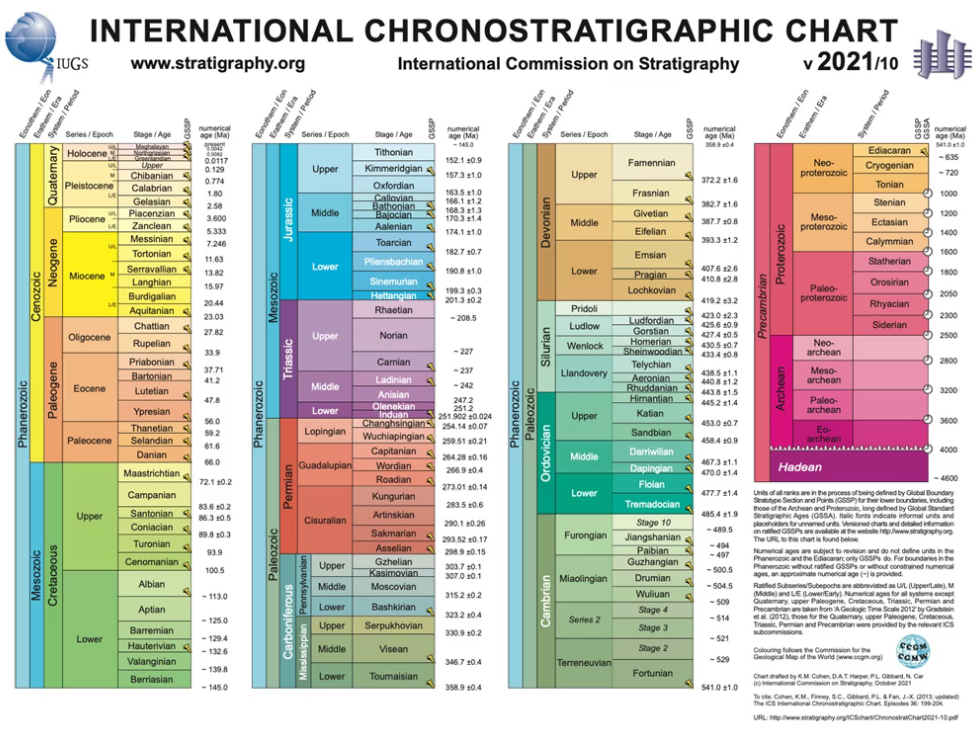 INTERNATIONAL CHRONOSTRATIGRAPHIC CHART
IUGS
www.stratigraphy.org
International Commission on Stratigraphy
v 2021/10
Eonothem / Eon
Erathem / Era
System / Period
Series / Epoch
Stage / Age
GSSP
numerical age (Ma)
Phanerozoic
Cenozoic
Quaternary
Holocene
U/L Meghalayan
M Northgrippian
L/E Greenlandian
Pleistocene
U/L Upper
M Chibanian
Calabrian
L/E Gelasian
Neogene
Pliocene
U/L Piacenzian
L/E Zanclean
Miocene
Messinian
U/L Tortonian
Serravallian
M Langhian
Burdigalian
L/E Aquitanian
Paleogene
Oligocene
Chattian
Rupelian
Eocene
Priabonian
Bartonian
Lutetian
Ypresian
Paleocene
Thanetian
Selandian
Danian
Mesozoic
Cretaceous
Upper
Maastrichtian
Campanian
Santonian
Coniacian
Turonian
Cenomanian
Lower
Albian
Aptian
Barremian
Hauterivian
Valanginian
Berriasian
present
0.0042
0.0082
0.0117
0.129
0.774
1.80
2.58
3.600
5.333
7.246
11.63
13.82
15.97
20.44
23.03
27.82
33.9
37.71
41.2
47.8
56.0
59.2
61.6
66.0
72.1 ±0.2
83.6 ±0.2
86.3 ±0.5
89.8 ±0.3
93.9
100.5
~ 113.0
~ 125.0
~ 129.4
~ 132.6
~ 139.8
~ 145.0
Eonothem / Eon
Erathem / Era
System / Period
Series / Epoch
Stage / Age
GSSP
numerical age (Ma)
Phanerozoic
Mesozoic
Jurassic
Upper
Tithonian
Kimmeridgian
Oxfordian
Middle
Callovian
Bathonian
Bajocian
Aalenian
Lower
Toarcian
Pliensbachian
Sinemurian
Hettangian
Triassic
Upper
Rhaetian
Norian
Carnian
Middle
Ladinian
Anisian
Lower
Olenekian
Induan
Paleozoic
Permian
Lopingian
Changhsingian
Wuchiapingian
Guadalupian
Capitanian
Wordian
Roadian
Cisuralian
Kungurian
Artinskian
Sakmarian
Asselian
Carboniferous
Pennsylvanian
Upper
Gzhelian
Kasimovian
Middle
Moscovian
Lower
Bashkirian
Mississippian
Upper
Serpukhovian
Middle
Visean
Lower
Tournaisian
~ 145.0
152.1 ±0.9
157.3 ±1.0
163.5 ±1.0
166.1 ±1.2
168.3 ±1.3
170.3 ±1.4
174.1 ±1.0
182.7 ±0.7
190.8 ±1.0
199.3 ±0.3
201.3 ±0.2
~ 208.5
~ 227
~ 237
~ 242
247.2
251.2
251.902 ±0.024
254.14 ±0.07
259.51 ±0.21
264.28 ±0.16
266.9 ±0.4
273.01 ±0.14
283.5 ±0.6
290.1 ±0.26
293.52 ±0.17
298.9 ±0.15
303.7 ±0.1
307.0 ±0.1
315.2 ±0.2
323.2 ±0.4
330.9 ±0.2
346.7 ±0.4
358.9 ±0.4
Eonothem / Eon
Erathem / Era
System / Period
Series / Epoch
Stage / Age
GSSP
numerical age (Ma)
Phanerozoic
Paleozoic
Devonian
Upper
Famennian
Frasnian
Middle
Givetian
Eifelian
Lower
Emsian
Pragian
Lochkovian
Silurian
Pridoli
Ludlow
Ludfordian
Gorstian
Wenlock
Homerian
Sheinwoodian
Llandovery
Telychian
Aeronian
Rhuddanian
Ordovician
Upper
Hirnantian
Katian
Sandbian
Middle
Darriwilian
Dapingian
Lower
Floian
Tremadocian
Cambrian
Furongian
Stage 10
Jiangshanian
Paibian
Miaolingian
Guzhangian
Drumian
Wuliuan
Series 2
Stage 4
Stage 3
Terreneuvian
Stage 2
Fortunian
358.9 ±0.4
372.2 ±1.6
382.7 ±1.6
387.7 ±0.8
393.3 ±1.2
407.6 ±2.6
410.8 ±2.8
419.2 ±3.2
423.0 ±2.3
425.6 ±0.9
427.4 ±0.5
430.5 ±0.7
433.4 ±0.8
438.5 ±1.1
440.8 ±1.2
443.8 ±1.5
445.2 ±1.4
453.0 ±0.7
458.4 ±0.9
467.3 ±1.1
470.0 ±1.4
477.7 ±1.4
485.4 ±1.9
~ 489.5
~ 494
~ 497
~ 500.5
~ 504.5
~ 509
~ 514
~ 521
~ 529
541.0 ±1.0
Eonothem / Eon
Erathem / Era
System / Period
GSSP
GSSA
numerical age (Ma)
Precambrian
Proterozoic
Neo-
proterozoic
Ediacaran
Cryogenian
Tonian
Meso-
proterozoic
Stenian
Ectasian
Calymmian
Paleo-
proterozoic
Statherian
Orosirian
Rhyacian
Siderian
Archean
Neo-
archean
Meso-
archean
Paleo-
archean
Eo-
archean
Hadean
541.0 ±1.0
~ 635
~ 720
1000
1200
1400
1600
1800
2050
2300
2500
2800
3200
3600
4000
~ 4600
Units of all ranks are in the process of being defined by Global Boundary
Stratotype Section and Points (GSSP) for their lower boundaries, including
those of the Archean and Proterozoic, long defined by Global Standard
Stratigraphic Ages (GSSA). Italic fonts indicate informal units and
placeholders for unnamed units. Versioned charts and detailed information
on ratified GSSPs are available at the website http://www.stratigraphy.org.
The URL to this chart is found below.
Numerical ages are subject to revision and do not define units in the
Phanerozoic and the Ediacaran; only GSSPs do. For boundaries in the
Phanerozoic without ratified GSSPs or without constrained numerical
ages, an approximate numerical age (~) is provided.
Ratified Subseries/Subepochs are abbreviated as U/L (Upper/Late), M
(Middle) and L/E (Lower/Early). Numerical ages for all systems except
Quaternary, upper Paleogene, Cretaceous, Triassic, Permian and
Precambrian are taken from 'A Geologic Time Scale 2012' by Gradstein
et al. (2012), those for the Quaternary, upper Paleogene, Cretaceous,
Triassic, Permian and Precambrian were provided by the relevant ICS
subcommissions.
Colouring follows the Commission for the
Geological Map of the World (www.ccgm.org)
CCGM
CGMW
Chart drafted by K.M. Cohen, D.A.T. Harper, P.L. Gibbard, N. Car
(c) International Commission on Stratigraphy, October 2021
To cite: Cohen, K.M., Finney, S.C., Gibbard, P.L. & Fan, J.-X. (2013; updated)
The ICS International Chronostratigraphic Chart. Episodes 36: 199-204.
URL: http://www.stratigraphy.org/ICSchart/ChronostratChart2021-10.pdf